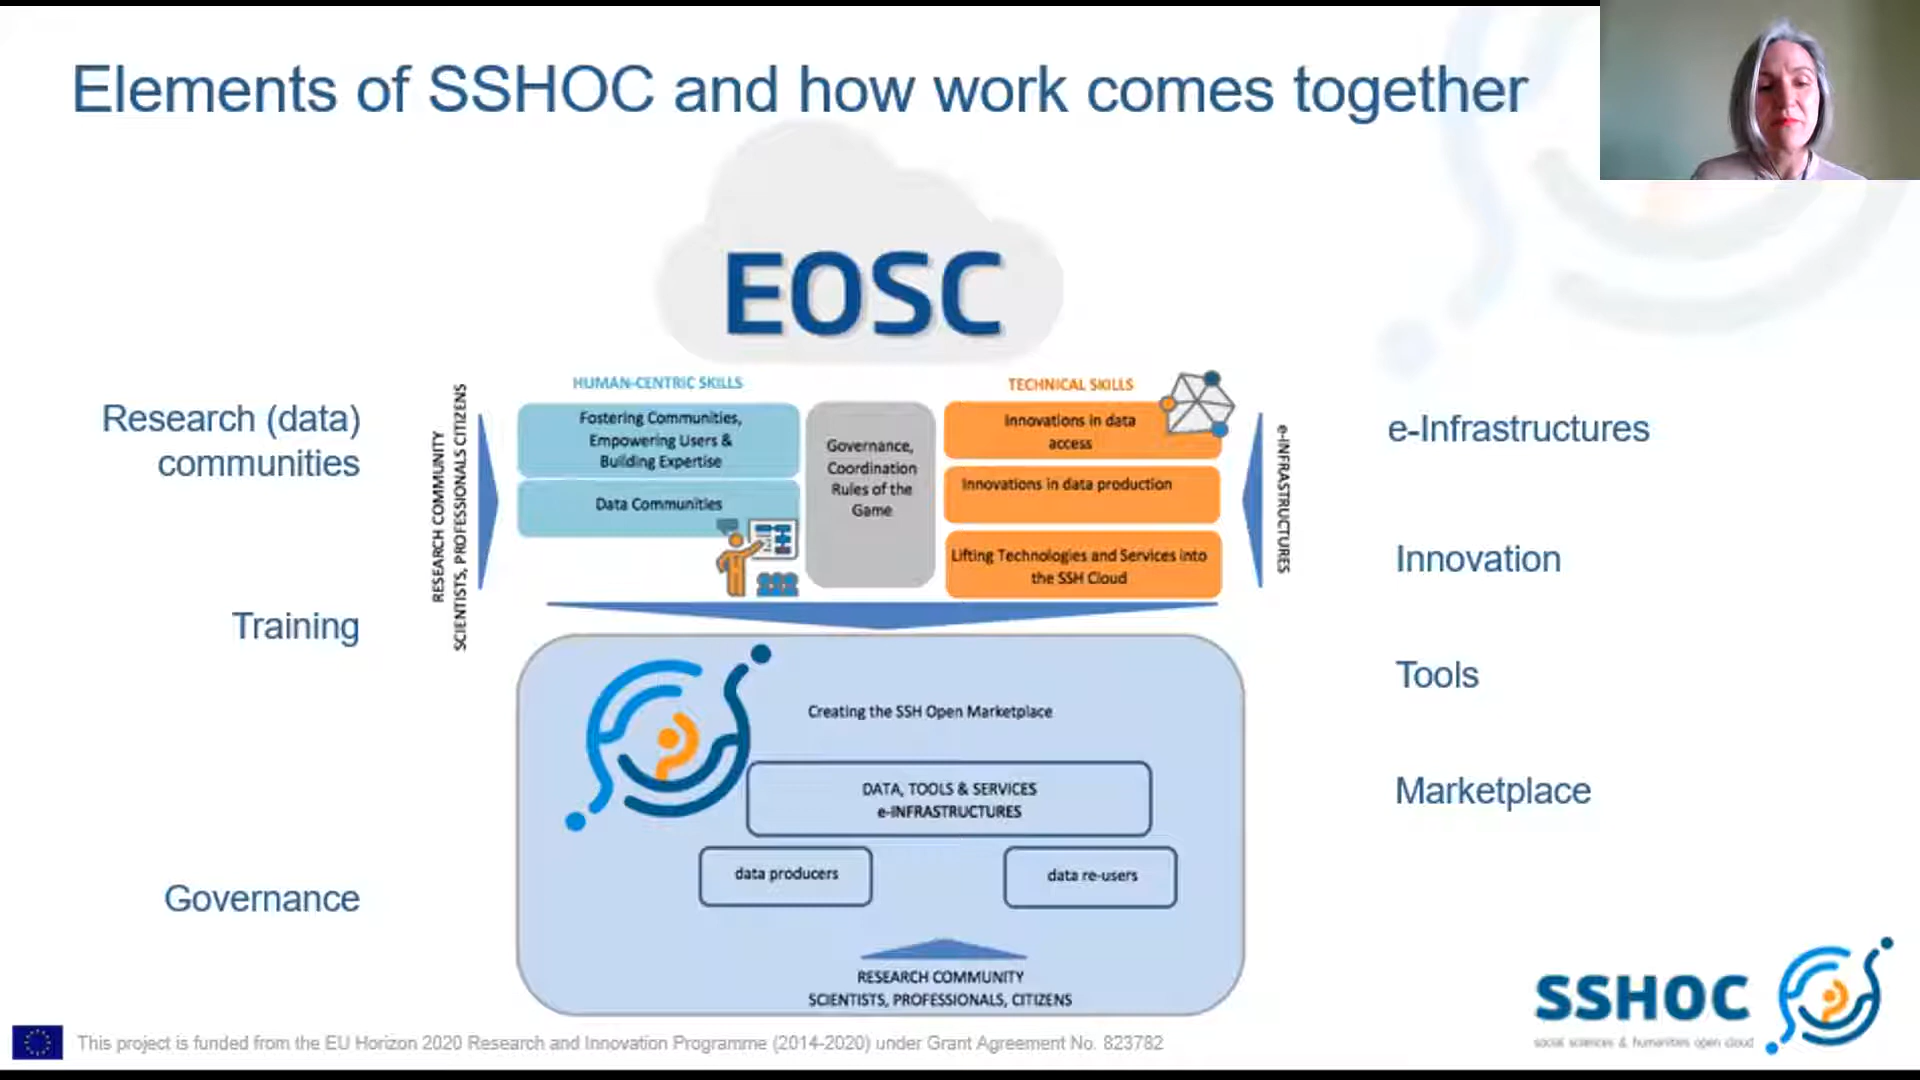 Elements of SSHOC and how work comes together
EOSC
Research (data)
communities
Training
Governance
RESEARCH COMMUNITY
SCIENTISTS, PROFESSIONALS CITIZENS
HUMAN-CENTRIC SKILLS
Fostering Communities,
Empowering Users &
Building Expertise
Data Communities
Governance,
Coordination
Rules of the
Game
TECHNICAL SKILLS
Innovations in data
access
Innovations in data production
Lifting Technologies and Services into
the SSH Cloud
e-INFRASTRUCTURES
e-Infrastructures
Innovation
Tools
Marketplace
Creating the SSH Open Marketplace
DATA, TOOLS & SERVICES
e-INFRASTRUCTURES
data producers
data re-users
RESEARCH COMMUNITY
SCIENTISTS, PROFESSIONALS, CITIZENS
SSHOC
social sciences & humanities open cloud
This project is funded from the EU Horizon 2020 Research and Innovation Programme (2014-2020) under Grant Agreement No. 823782